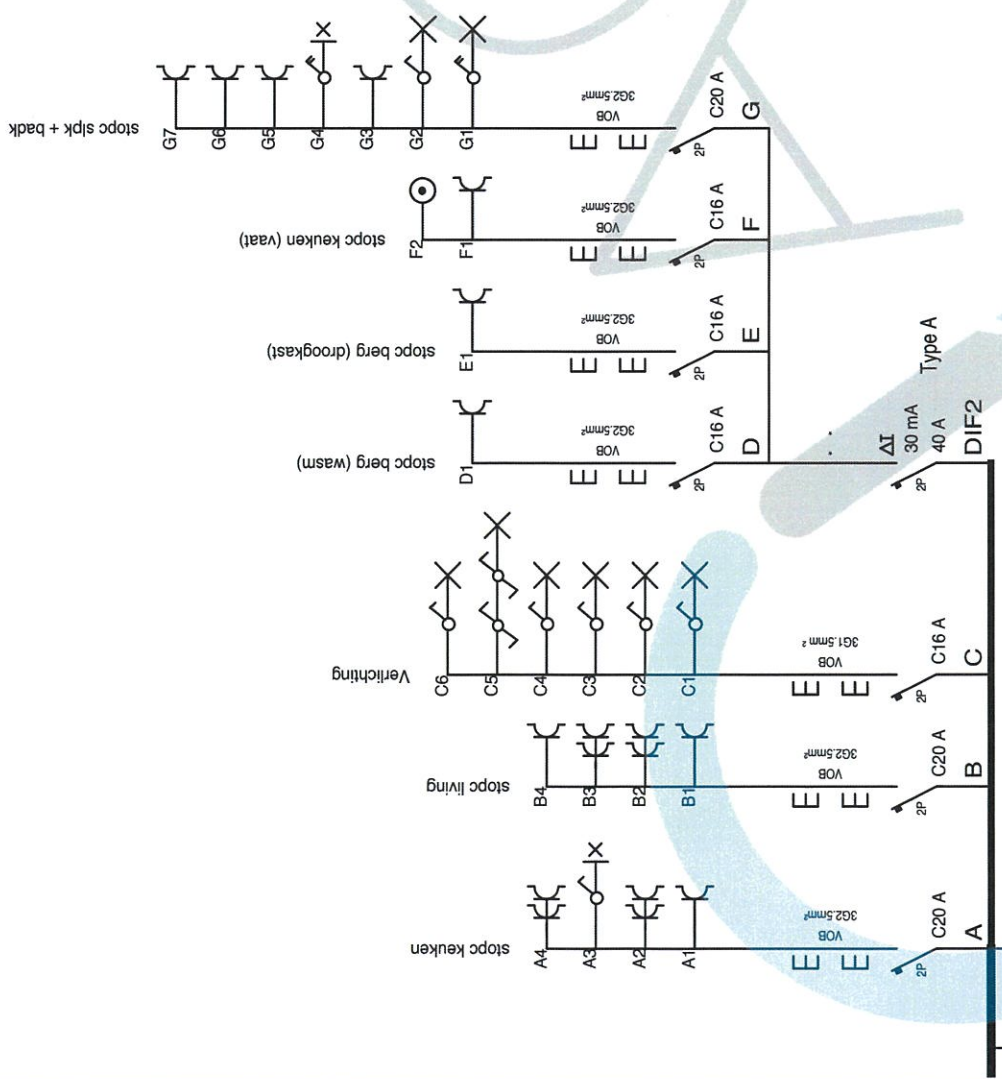 stopc keuken
A4
A3
A2
A1
VOB
3G2.5mm²
2P
C20 A
A
stopc living
B4
B3
B2
B1
VOB
3G2.5mm²
2P
C20 A
B
Verlichting
C6
C5
C4
C3
C2
C1
VOB
3G1.5mm²
2P
C16 A
C
stopc berg (wasm)
D1
VOB
3G2.5mm²
2P
C16 A
D
stopc berg (droogkast)
E1
VOB
3G2.5mm²
2P
C16 A
E
stopc keuken (vaat)
F2
F1
VOB
3G2.5mm²
2P
C16 A
F
stopc slpk + badk
G7
G6
G5
G4
G3
G2
G1
VOB
3G2.5mm²
2P
C20 A
G
2P
ΔI
30 mA
40 A
Type A
DIF2